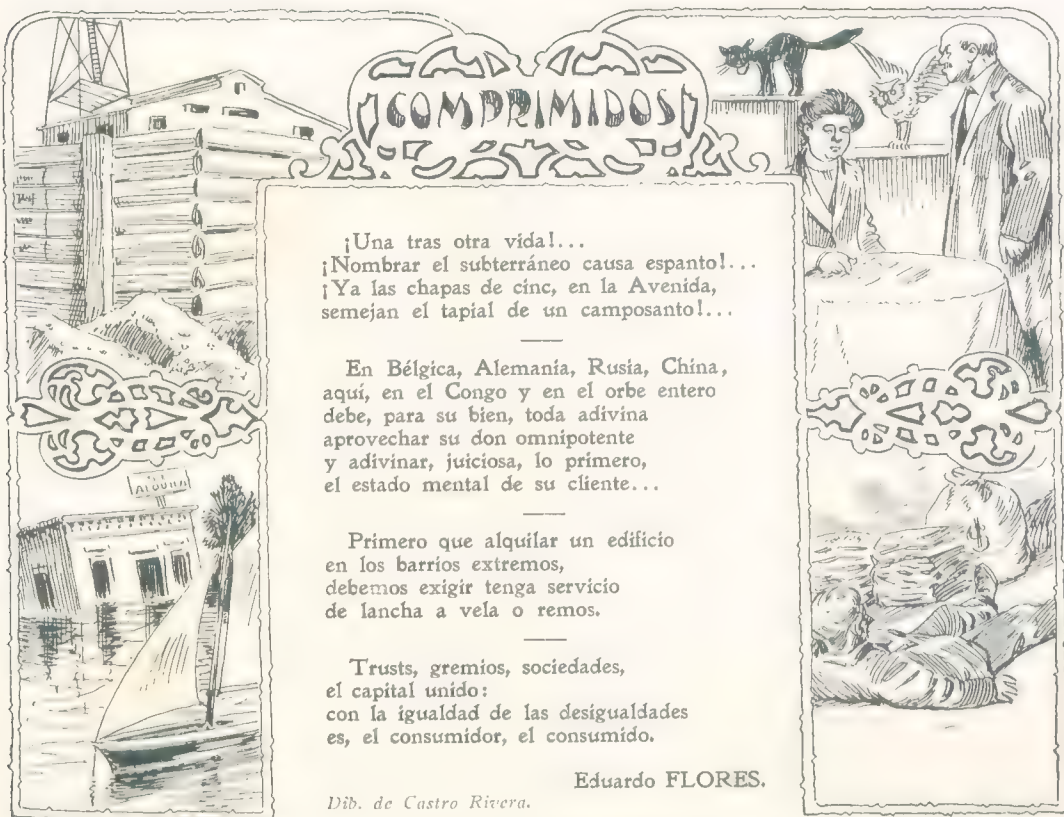 ¡COMPRIMIDOS!
¡Una tras otra vida!...
¡Nombrar el subterráneo causa espanto!...
¡Ya las chapas de cinc, en la Avenida,
semejan el tapial de un camposanto!...
En Bélgica, Alemania, Rusia, China,
aquí, en el Congo y en el orbe entero
debe, para su bien, toda adivina
aprovechar su don omnipotente
y adivinar, juiciosa, lo primero,
el estado mental de su cliente...
Primero que alquilar un edificio
en los barrios extremos,
debemos exigir tenga servicio
de lancha a vela o remos.
Trusts, gremios, sociedades,
el capital unido:
con la igualdad de las desigualdades
es, el consumidor, el consumido.
Eduardo FLORES.
Dib. de Castro Rivera.